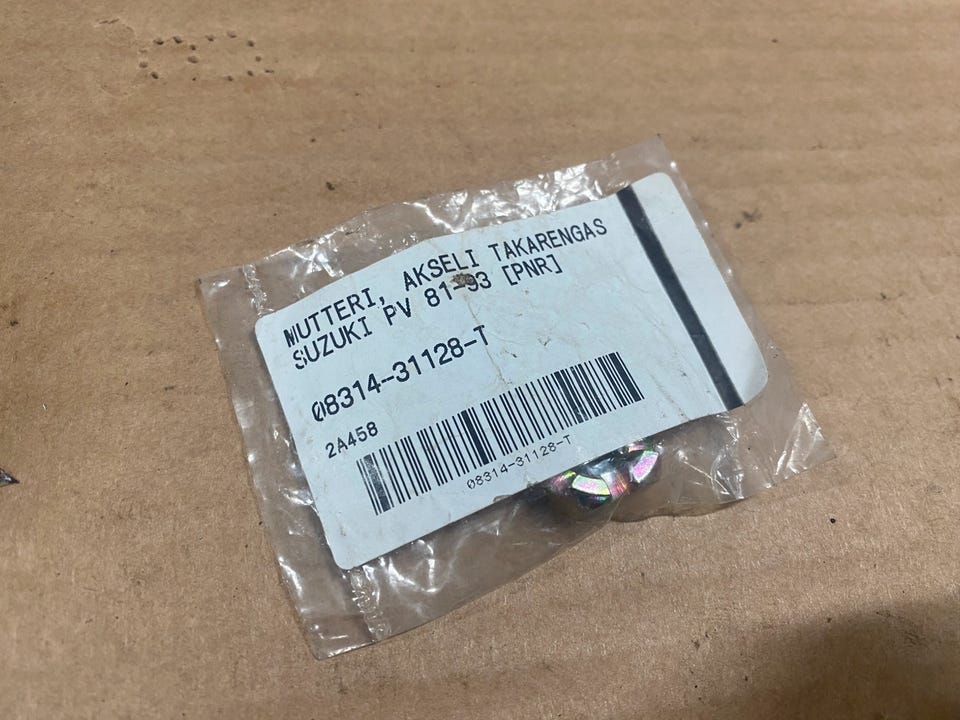 MUTTERI, AKSELI TAKARENGAS
SUZUKI PV 81-93 [PNR]
08314-31128-T
2A458
08314-31128-T